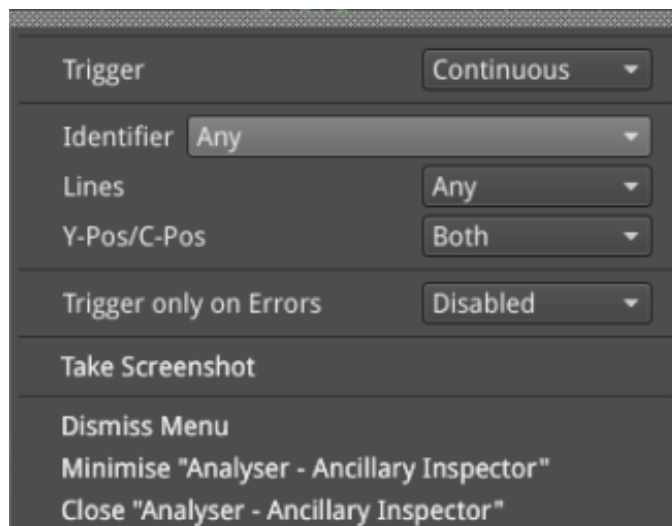 Trigger Continuous
Identifier Any
Lines Any
Y-Pos/C-Pos Both
Trigger only on Errors Disabled
Take Screenshot
Dismiss Menu
Minimise "Analyser - Ancillary Inspector"
Close "Analyser - Ancillary Inspector"